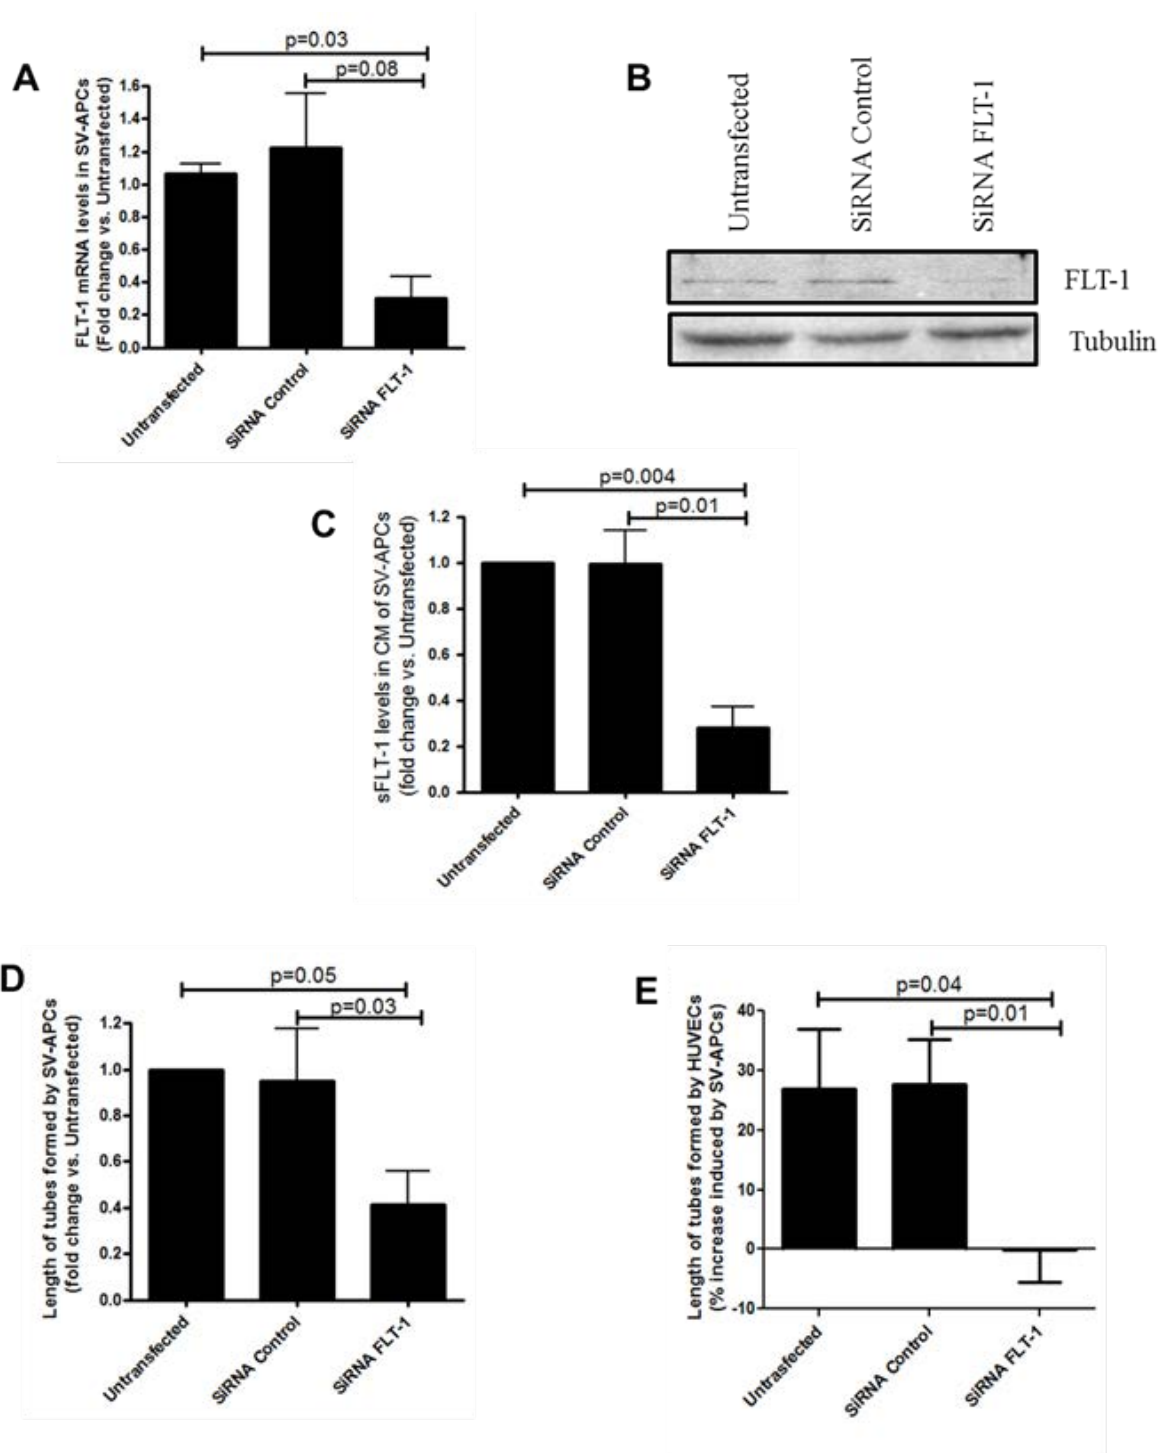 A
p=0.03
p=0.08
FLT-1 mRNA levels in SV-APCs
(Fold change vs. Untransfected)
1.6
1.4
1.2
1.0
0.8
0.6
0.4
0.2
0.0
Untransfected
SiRNA Control
SiRNA FLT-1
B
Untransfected
SiRNA Control
SiRNA FLT-1
FLT-1
Tubulin
C
p=0.004
p=0.01
sFLT-1 levels in CM of SV-APCs
(fold change vs. Untransfected)
1.2
1.0
0.8
0.6
0.4
0.2
0.0
Untransfected
SiRNA Control
SiRNA FLT-1
D
p=0.05
p=0.03
Length of tubes formed by SV-APCs
(fold change vs. Untransfected)
1.2
1.0
0.8
0.6
0.4
0.2
0.0
Untransfected
SiRNA Control
SiRNA FLT-1
E
p=0.04
p=0.01
Length of tubes formed by HUVECs
(% increase induced by SV-APCs)
40
30
20
10
0
-10
Untrasfected
SiRNA Control
SiRNA FLT-1